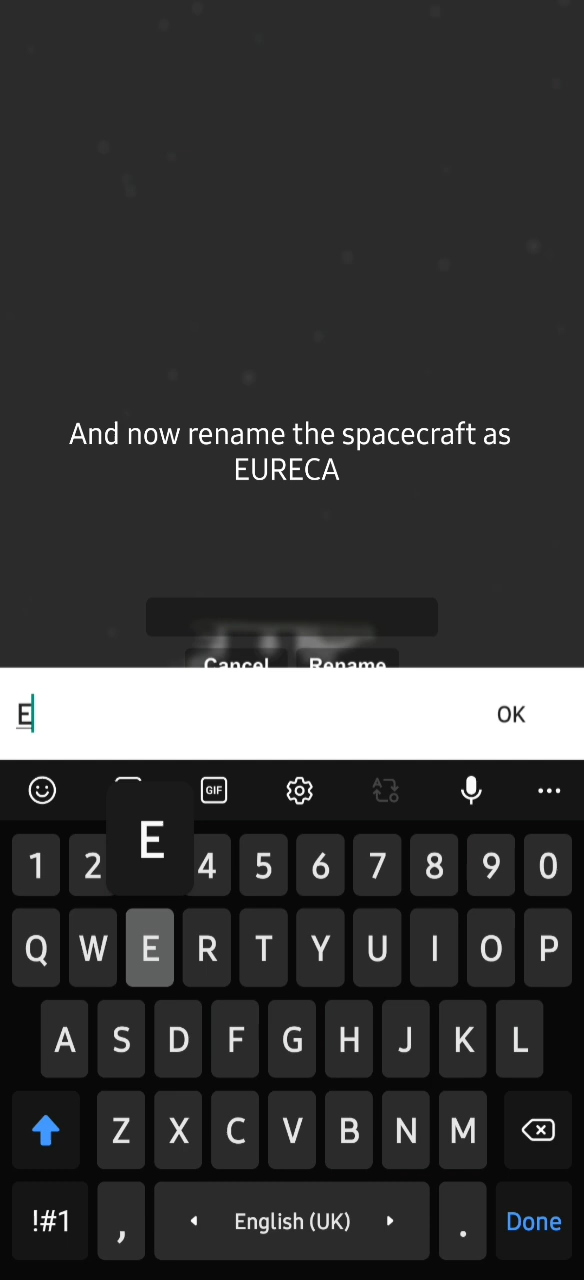 And now rename the spacecraft as
EURECA
Cancel Rename
E OK
GIF
E
1 2 4 5 6 7 8 9 0
Q W E R T Y U I O P
A S D F G H J K L
Z X C V B N M
!#1 , English (UK) . Done